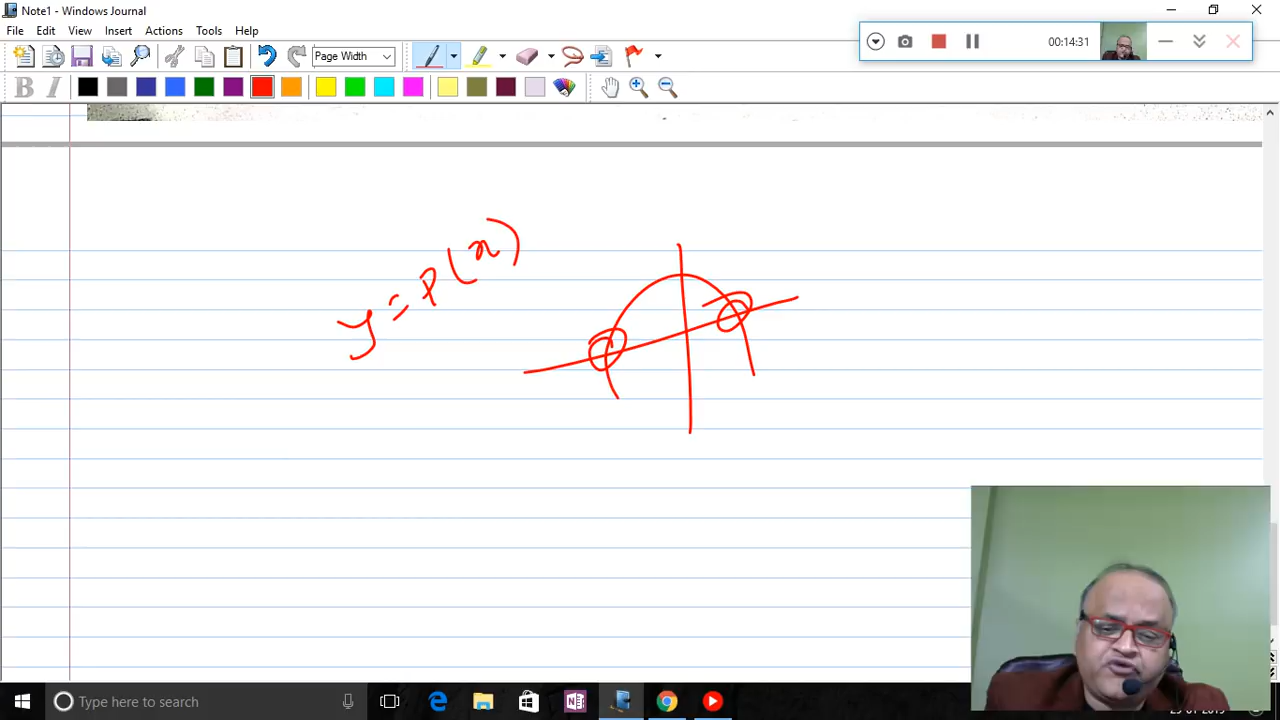 Note1 - Windows Journal
File Edit View Insert Actions Tools Help
00:14:31
Page Width
B I
y = P(x)
Type here to search